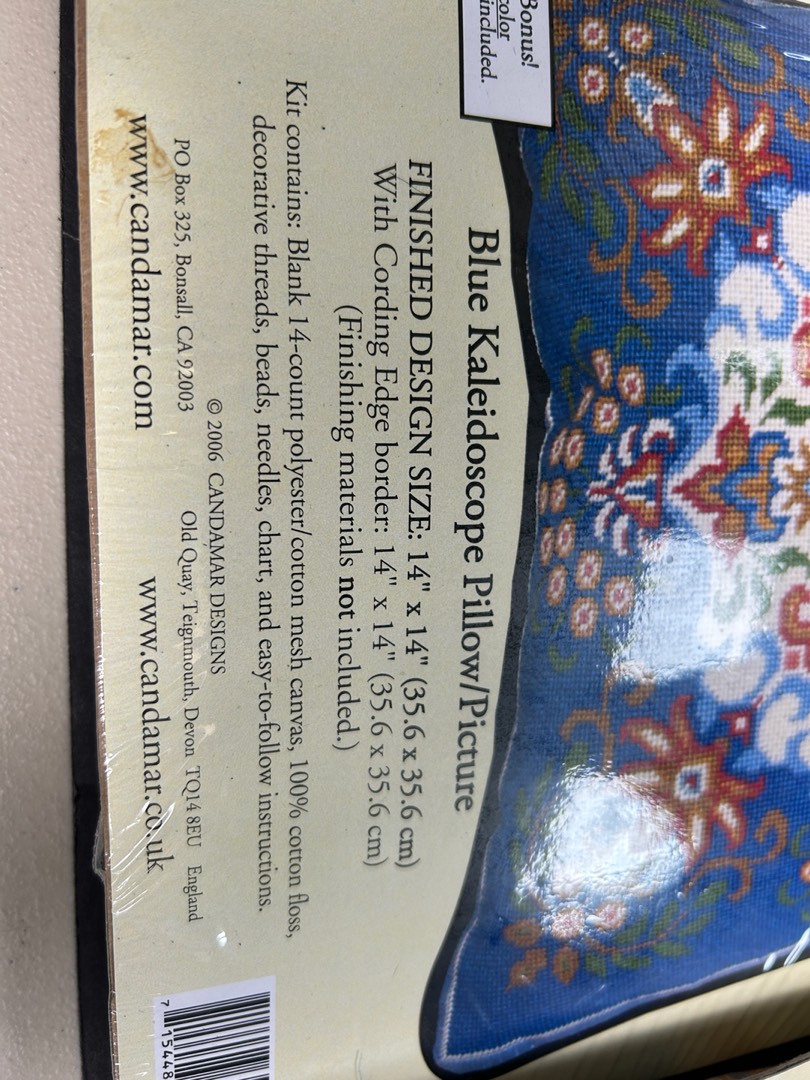 Bonus!
color
included.
Blue Kaleidoscope Pillow/Picture
FINISHED DESIGN SIZE: 14" x 14" (35.6 x 35.6 cm)
With Cording Edge border: 14" x 14" (35.6 x 35.6 cm)
(Finishing materials not included.)
Kit contains: Blank 14-count polyester/cotton mesh canvas, 100% cotton floss,
decorative threads, beads, needles, chart, and easy-to-follow instructions.
© 2006 CANDAMAR DESIGNS
PO Box 325, Bonsall, CA 92003
Old Quay, Teignmouth, Devon TQ14 8EU England
www.candamar.com
www.candamar.co.uk
7 15448